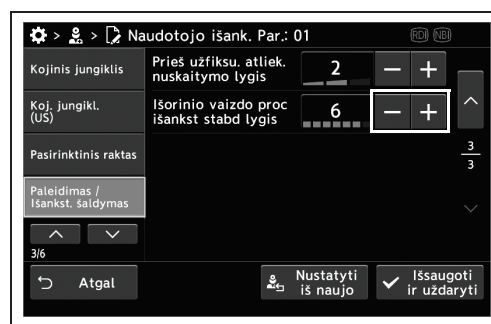 > > Naudotojo išank. Par.: 01 RDI NBI
Kojinis jungiklis
Koj. jungikl.
(US)
Pasirinktinis raktas
Paleidimas /
Išankst. šaldymas
3/6
Prieš užfiksu. atliek.
nuskaitymo lygis
2 − +
Išorinio vaizdo proc
išankst stabd lygis
6 − +
3
3
Atgal
Nustatyti
iš naujo
Išsaugoti
ir uždaryti